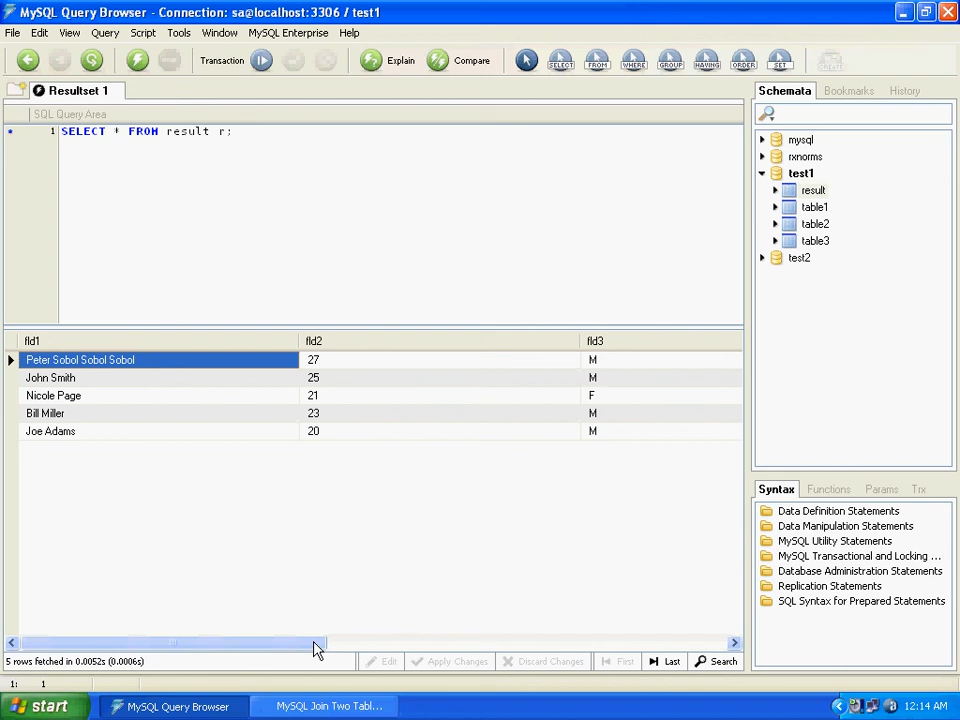 MySQL Query Browser - Connection: sa@localhost:3306 / test1
File Edit View Query Script Tools Window MySQL Enterprise Help
Transaction Explain Compare SELECT FROM WHERE GROUP HAVING ORDER SET CREATE
Resultset 1
SQL Query Area
1 SELECT * FROM result r;
fld1 fld2 fld3
Peter Sobol Sobol Sobol 27 M
John Smith 25 M
Nicole Page 21 F
Bill Miller 23 M
Joe Adams 20 M
5 rows fetched in 0.0052s (0.0006s) Edit Apply Changes Discard Changes First Last Search
1: 1
Schemata Bookmarks History
mysql
rxnorms
test1
result
table1
table2
table3
test2
Syntax Functions Params Trx
Data Definition Statements
Data Manipulation Statements
MySQL Utility Statements
MySQL Transactional and Locking ...
Database Administration Statements
Replication Statements
SQL Syntax for Prepared Statements
start MySQL Query Browser MySQL Join Two Tabl... 12:14 AM